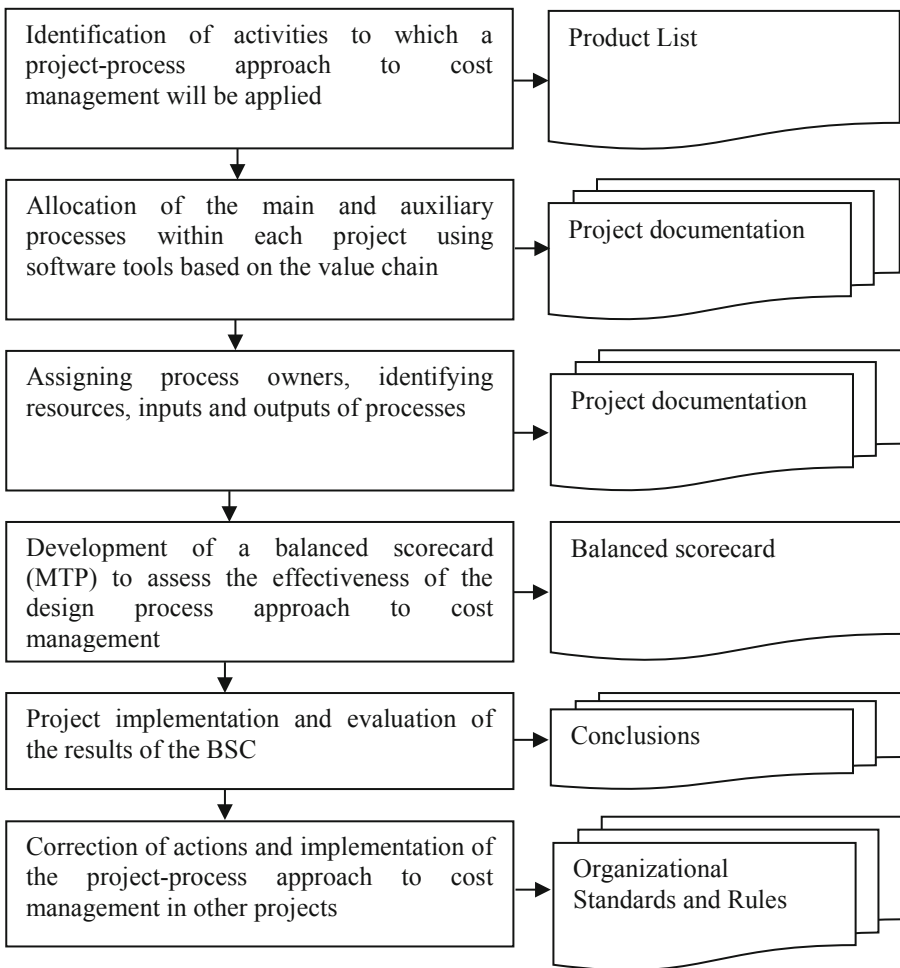 Identification of activities to which a
project-process approach to cost
management will be applied
Product List
Allocation of the main and auxiliary
processes within each project using
software tools based on the value chain
Project documentation
Assigning process owners, identifying
resources, inputs and outputs of processes
Project documentation
Development of a balanced scorecard
(MTP) to assess the effectiveness of the
design process approach to cost
management
Balanced scorecard
Project implementation and evaluation of
the results of the BSC
Conclusions
Correction of actions and implementation of
the project-process approach to cost
management in other projects
Organizational
Standards and Rules